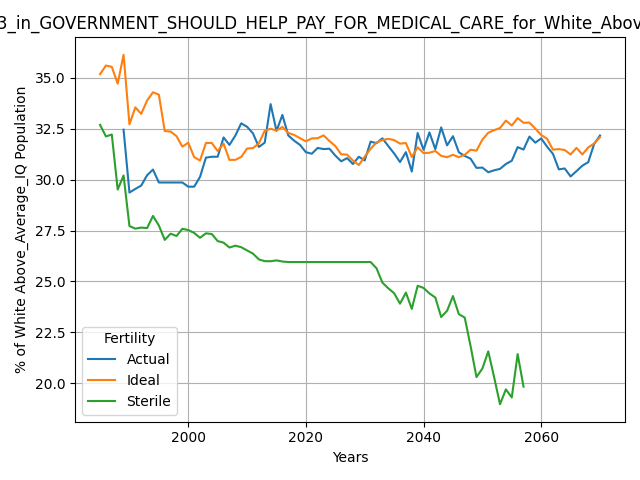 3_in_GOVERNMENT_SHOULD_HELP_PAY_FOR_MEDICAL_CARE_for_White_Abov
% of White Above_Average_IQ Population
35.0
32.5
30.0
27.5
25.0
22.5
20.0
Fertility
Actual
Ideal
Sterile
2000
2020
2040
2060
Years